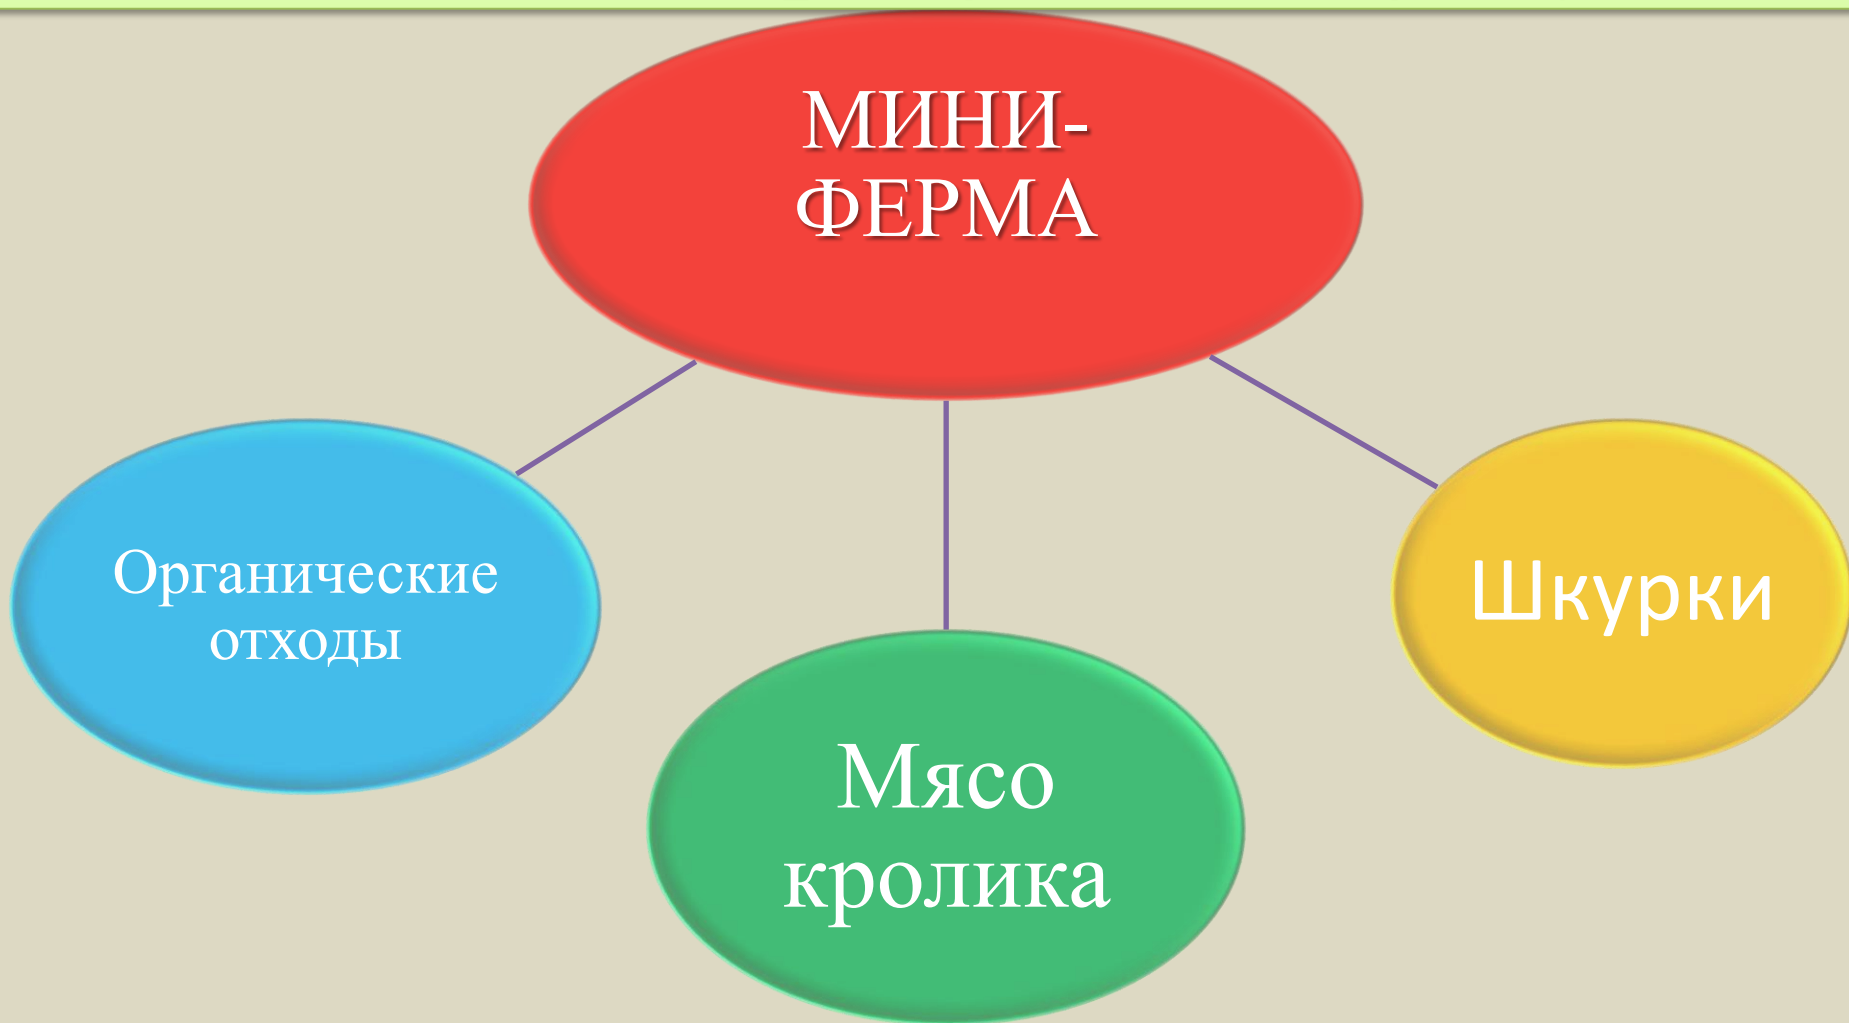 МИНИ-
ФЕРМА
Органические
отходы
Мясо
кролика
Шкурки